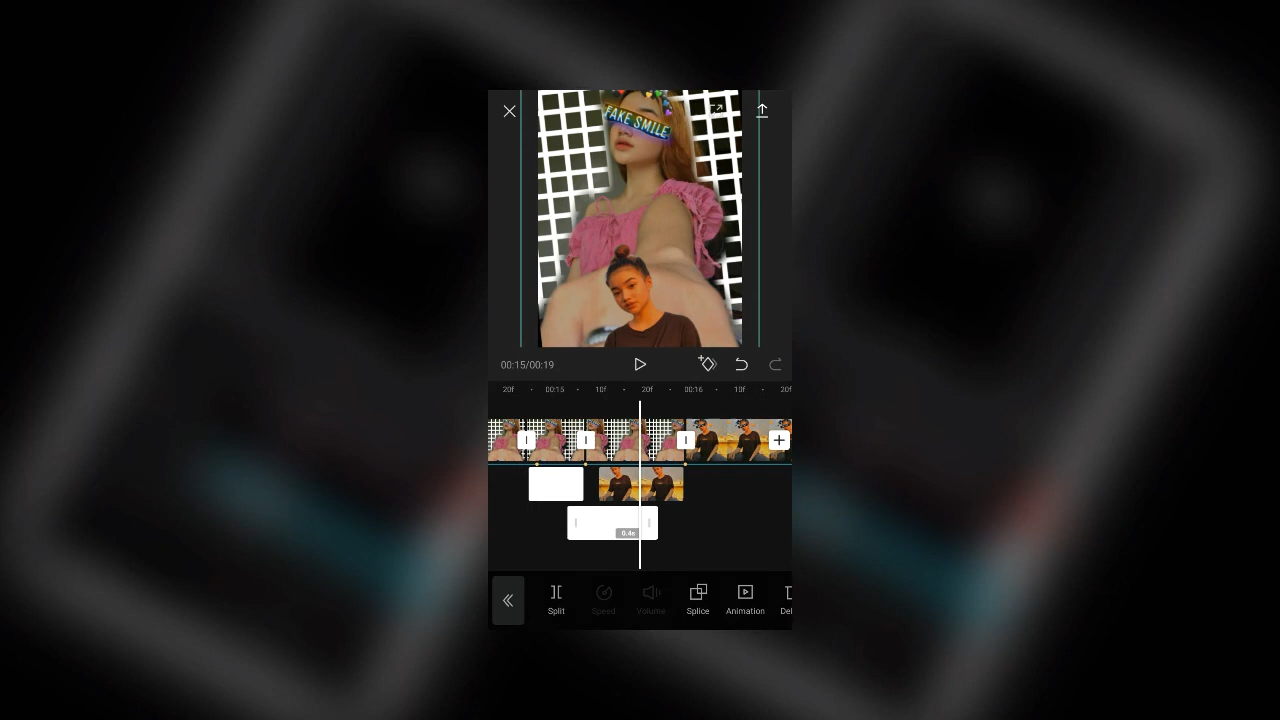 FAKE SMILE
00:15/00:19
20f 00:15 10f 20f 00:16 10f 20f
0.4s
Split Speed Volume Splice Animation Del